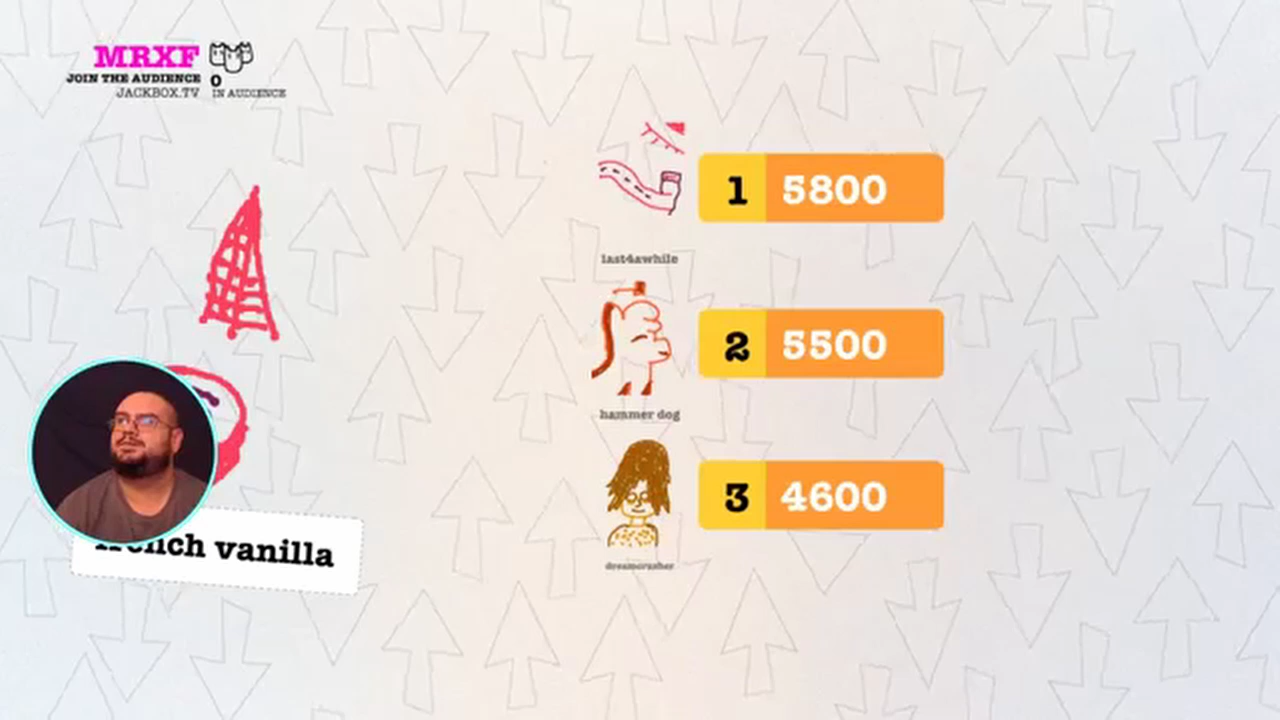 MRXF
JOIN THE AUDIENCE
JACKBOX.TV
0
IN AUDIENCE
1 5800
last4awhile
2 5500
hammer dog
3 4600
french vanilla